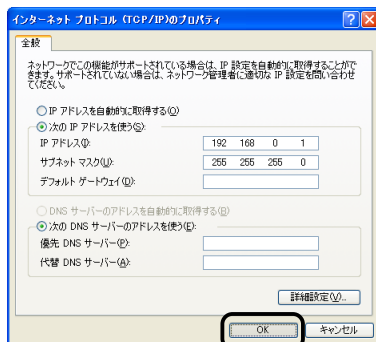 インターネット プロトコル (TCP/IP)のプロパティ
全般
ネットワークでこの機能がサポートされている場合は、IP 設定を自動的に取得することがで
きます。サポートされていない場合は、ネットワーク管理者に適切な IP 設定を問い合わせ
てください。
IP アドレスを自動的に取得する(O)
次の IP アドレスを使う(S):
IP アドレス(I): 192 168 0 1
サブネット マスク(U): 255 255 255 0
デフォルト ゲートウェイ(D):
DNS サーバーのアドレスを自動的に取得する(B)
次の DNS サーバーのアドレスを使う(E):
優先 DNS サーバー(P):
代替 DNS サーバー(A):
詳細設定(V)...
OK キャンセル